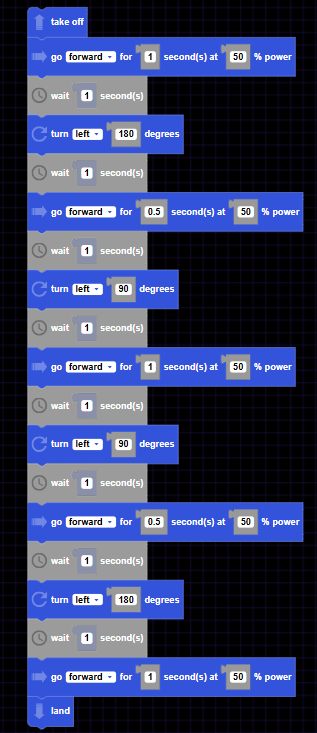 take off
go forward for 1 second(s) at 50 % power
wait 1 second(s)
turn left 180 degrees
wait 1 second(s)
go forward for 0.5 second(s) at 50 % power
wait 1 second(s)
turn left 90 degrees
wait 1 second(s)
go forward for 1 second(s) at 50 % power
wait 1 second(s)
turn left 90 degrees
wait 1 second(s)
go forward for 0.5 second(s) at 50 % power
wait 1 second(s)
turn left 180 degrees
wait 1 second(s)
go forward for 1 second(s) at 50 % power
land